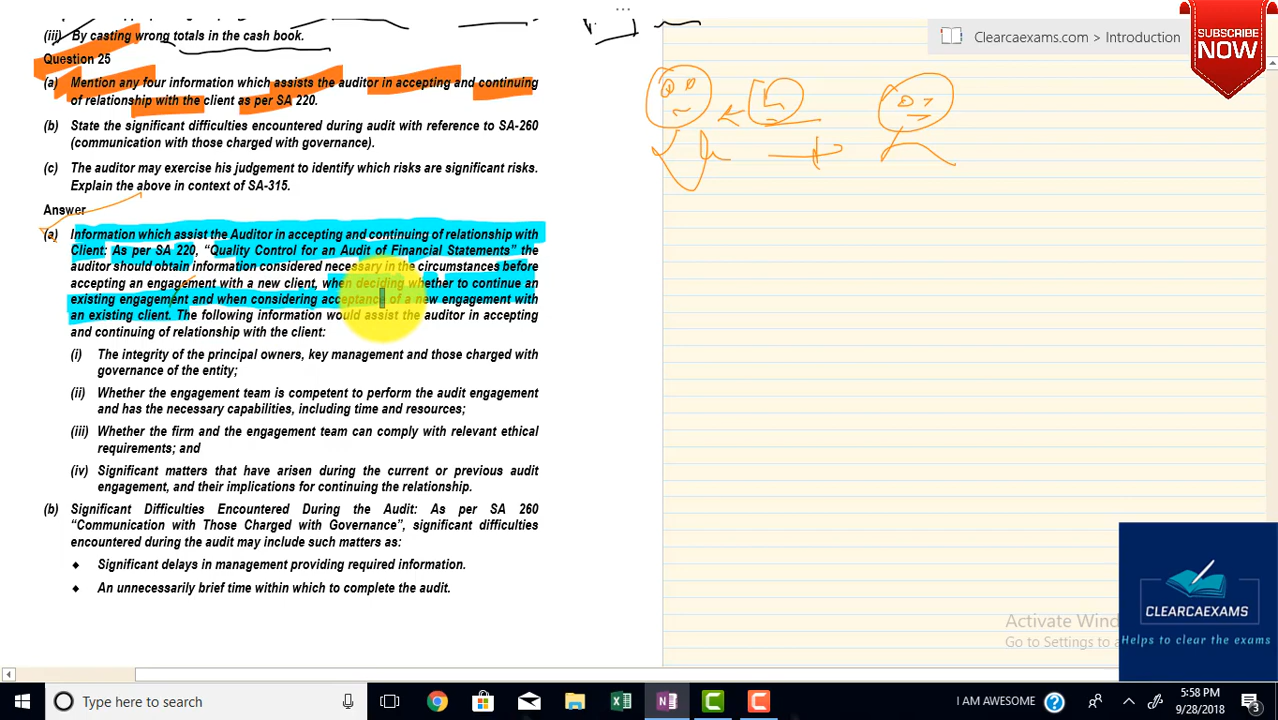 (iii) By casting wrong totals in the cash book.
Question 25
(a) Mention any four information which assists the auditor in accepting and continuing
of relationship with the client as per SA 220.
(b) State the significant difficulties encountered during audit with reference to SA-260
(communication with those charged with governance).
(c) The auditor may exercise his judgement to identify which risks are significant risks.
Explain the above in context of SA-315.
Answer
(a) Information which assist the Auditor in accepting and continuing of relationship with
Client: As per SA 220, “Quality Control for an Audit of Financial Statements” the
auditor should obtain information considered necessary in the circumstances before
accepting an engagement with a new client, when deciding whether to continue an
existing engagement and when considering acceptance of a new engagement with
an existing client. The following information would assist the auditor in accepting
and continuing of relationship with the client:
(i) The integrity of the principal owners, key management and those charged with
governance of the entity;
(ii) Whether the engagement team is competent to perform the audit engagement
and has the necessary capabilities, including time and resources;
(iii) Whether the firm and the engagement team can comply with relevant ethical
requirements; and
(iv) Significant matters that have arisen during the current or previous audit
engagement, and their implications for continuing the relationship.
(b) Significant Difficulties Encountered During the Audit: As per SA 260
“Communication with Those Charged with Governance”, significant difficulties
encountered during the audit may include such matters as:
♦ Significant delays in management providing required information.
♦ An unnecessarily brief time within which to complete the audit.
Clearcaexams.com > Introduction
SUBSCRIBE
NOW
Activate Wind
Go to Settings to a
CLEARCAEXAMS
Helps to clear the exams
Type here to search
I AM AWESOME
5:58 PM
9/28/2018
3